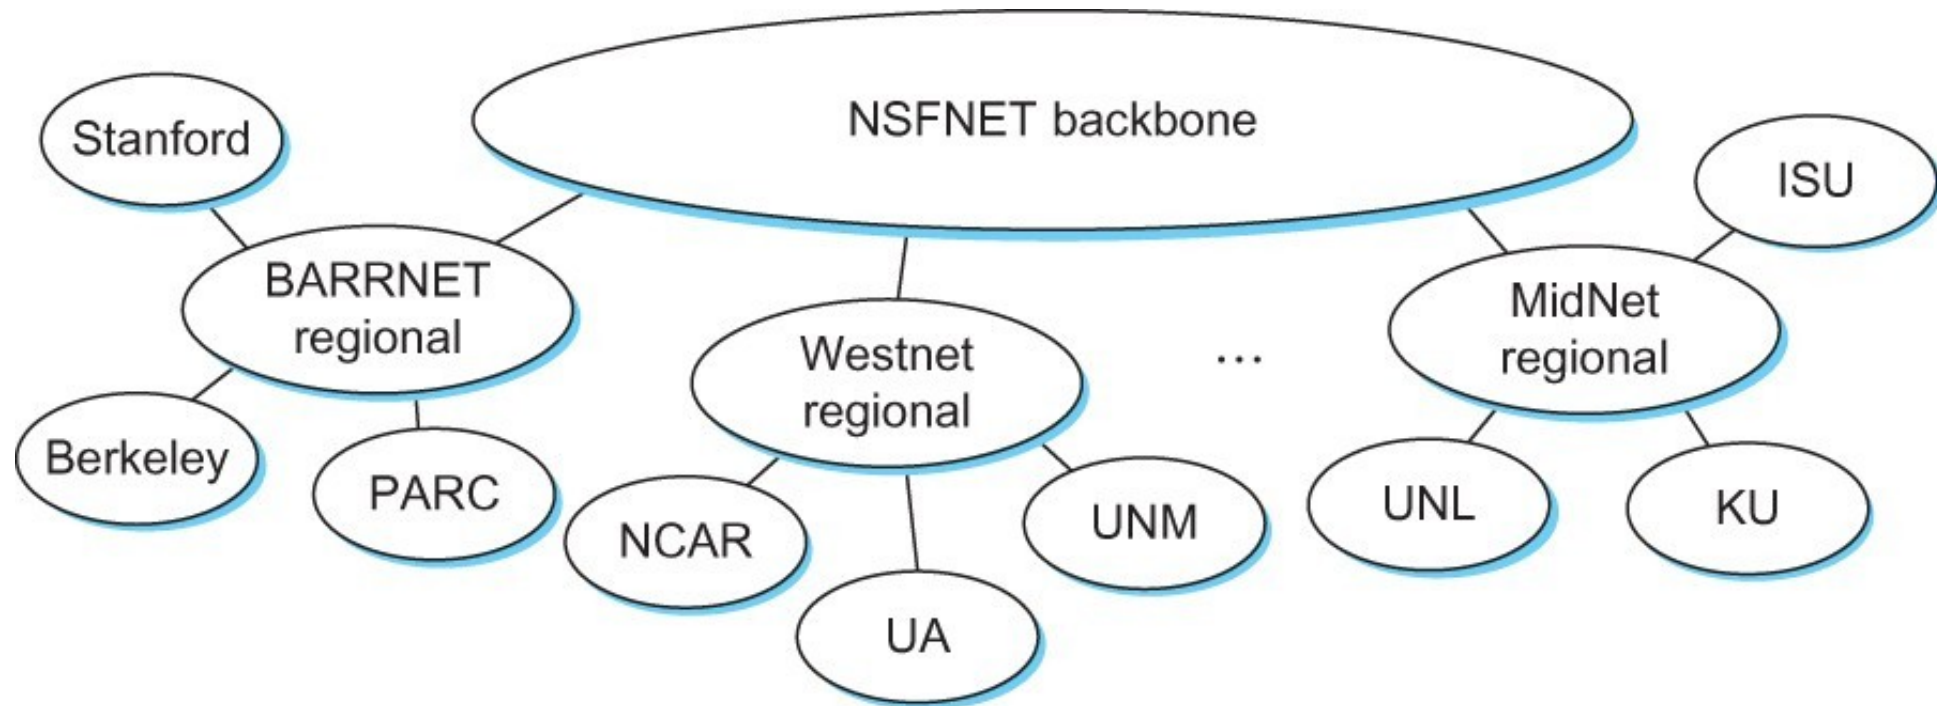 NSFNET backbone
Stanford
ISU
BARRNET
regional
MidNet
regional
Westnet
regional
...
Berkeley
PARC
NCAR
UNM
UNL
KU
UA